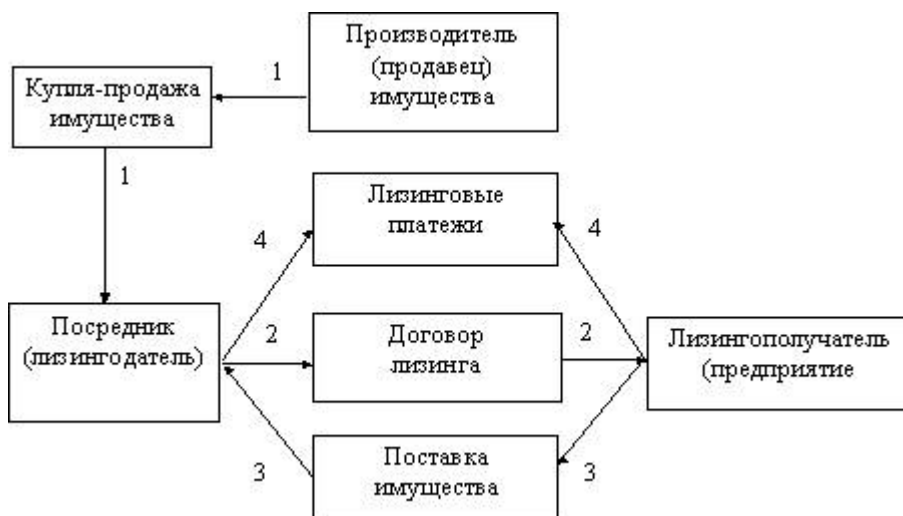 Производитель
(продавец)
имущества
1
Купля-продажа
имущества
1
Лизинговые
платежи
4
4
Посредник
(лизингодатель)
2
Договор
лизинга
2
Лизингополучатель
(предприятие
3
Поставка
имущества
3